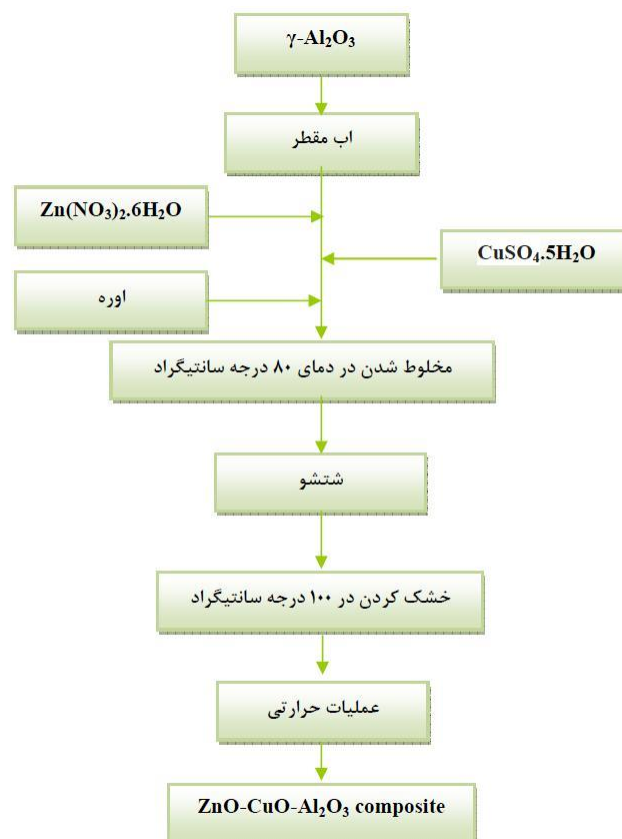 γ-Al₂O₃
اب مقطر
Zn(NO₃)₂.6H₂O
CuSO₄.5H₂O
اوره
مخلوط شدن در دمای ۸۰ درجه سانتیگراد
شتشو
خشک کردن در ۱۰۰ درجه سانتیگراد
عملیات حرارتی
ZnO-CuO-Al₂O₃ composite